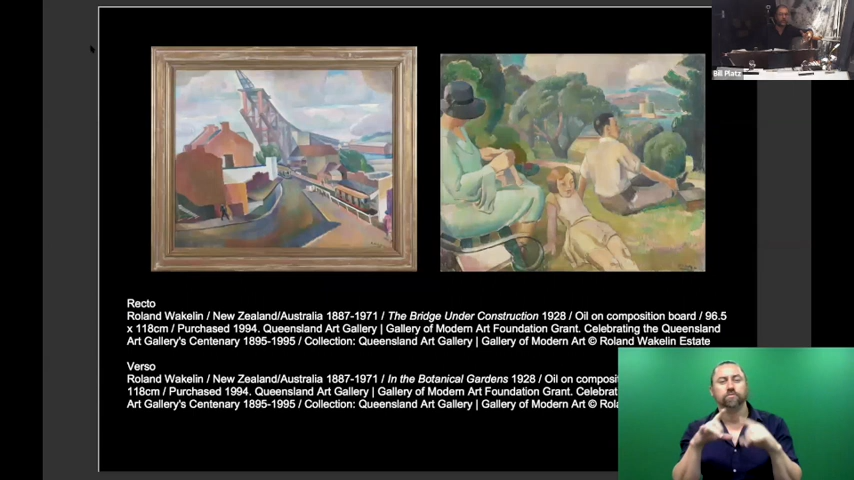 Bill Platz
Recto
Roland Wakelin / New Zealand/Australia 1887-1971 / The Bridge Under Construction 1928 / Oil on composition board / 96.5
x 118cm / Purchased 1994. Queensland Art Gallery | Gallery of Modern Art Foundation Grant. Celebrating the Queensland
Art Gallery's Centenary 1895-1995 / Collection: Queensland Art Gallery | Gallery of Modern Art © Roland Wakelin Estate
Verso
Roland Wakelin / New Zealand/Australia 1887-1971 / In the Botanical Gardens 1928 / Oil on composit
118cm / Purchased 1994. Queensland Art Gallery | Gallery of Modern Art Foundation Grant. Celebrat
Art Gallery's Centenary 1895-1995 / Collection: Queensland Art Gallery | Gallery of Modern Art © Rola